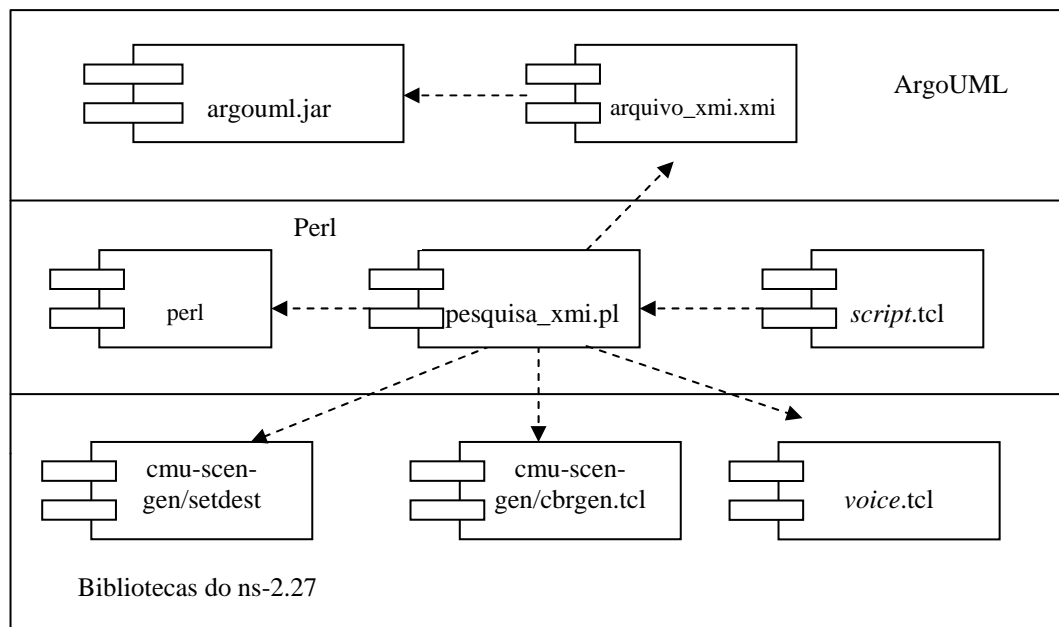 ArgoUML
argouml.jar
arquivo_xmi.xmi
Perl
perl
pesquisa_xmi.pl
script.tcl
cmu-scen-
gen/setdest
cmu-scen-
gen/cbrgen.tcl
voice.tcl
Bibliotecas do ns-2.27